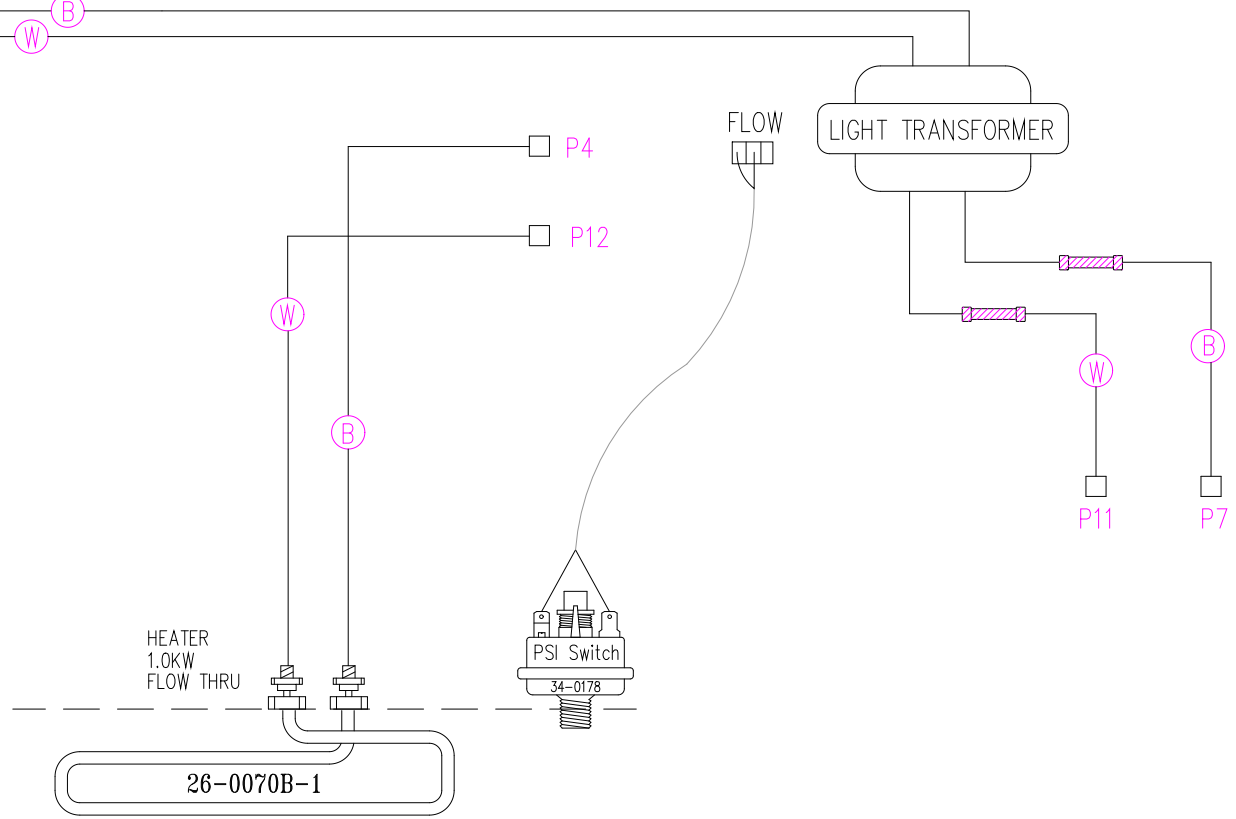 B
W
FLOW
LIGHT TRANSFORMER
P4
P12
W
B
B
W
P11
P7
HEATER
1.0KW
FLOW THRU
PSI Switch
34-0178
26-0070B-1